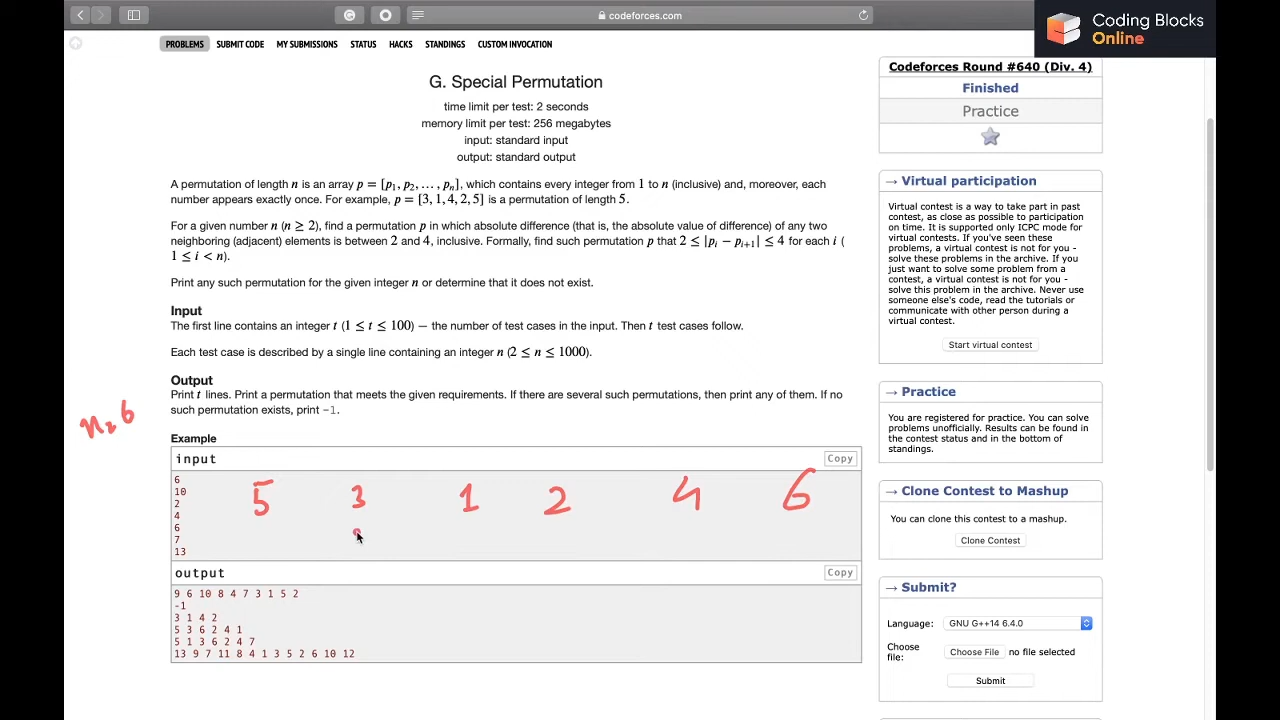 codeforces.com
Coding Blocks
Online
PROBLEMS SUBMIT CODE MY SUBMISSIONS STATUS HACKS STANDINGS CUSTOM INVOCATION
G. Special Permutation
time limit per test: 2 seconds
memory limit per test: 256 megabytes
input: standard input
output: standard output
A permutation of length n is an array p = [p1, p2, … , pn], which contains every integer from 1 to n (inclusive) and, moreover, each
number appears exactly once. For example, p = [3, 1, 4, 2, 5] is a permutation of length 5.
For a given number n (n ≥ 2), find a permutation p in which absolute difference (that is, the absolute value of difference) of any two
neighboring (adjacent) elements is between 2 and 4, inclusive. Formally, find such permutation p that 2 ≤ |pi − pi+1| ≤ 4 for each i (
1 ≤ i < n).
Print any such permutation for the given integer n or determine that it does not exist.
Input
The first line contains an integer t (1 ≤ t ≤ 100) — the number of test cases in the input. Then t test cases follow.
Each test case is described by a single line containing an integer n (2 ≤ n ≤ 1000).
Output
Print t lines. Print a permutation that meets the given requirements. If there are several such permutations, then print any of them. If no
such permutation exists, print -1.
n = 6
Example
input
Copy
6
10
2
4
6
7
13
5 3 1 2 4 6
output
Copy
9 6 10 8 4 7 3 1 5 2
-1
3 1 4 2
5 3 6 2 4 1
5 1 3 6 2 4 7
13 9 7 11 8 4 1 3 5 2 6 10 12
Codeforces Round #640 (Div. 4)
Finished
Practice
→ Virtual participation
Virtual contest is a way to take part in past
contest, as close as possible to participation
on time. It is supported only ICPC mode for
virtual contests. If you've seen these
problems, a virtual contest is not for you -
solve these problems in the archive. If you
just want to solve some problem from a
contest, a virtual contest is not for you -
solve this problem in the archive. Never use
someone else's code, read the tutorials or
communicate with other person during a
virtual contest.
Start virtual contest
→ Practice
You are registered for practice. You can solve
problems unofficially. Results can be found in
the contest status and in the bottom of
standings.
→ Clone Contest to Mashup
You can clone this contest to a mashup.
Clone Contest
→ Submit?
Language: GNU G++14 6.4.0
Choose
file: Choose File no file selected
Submit